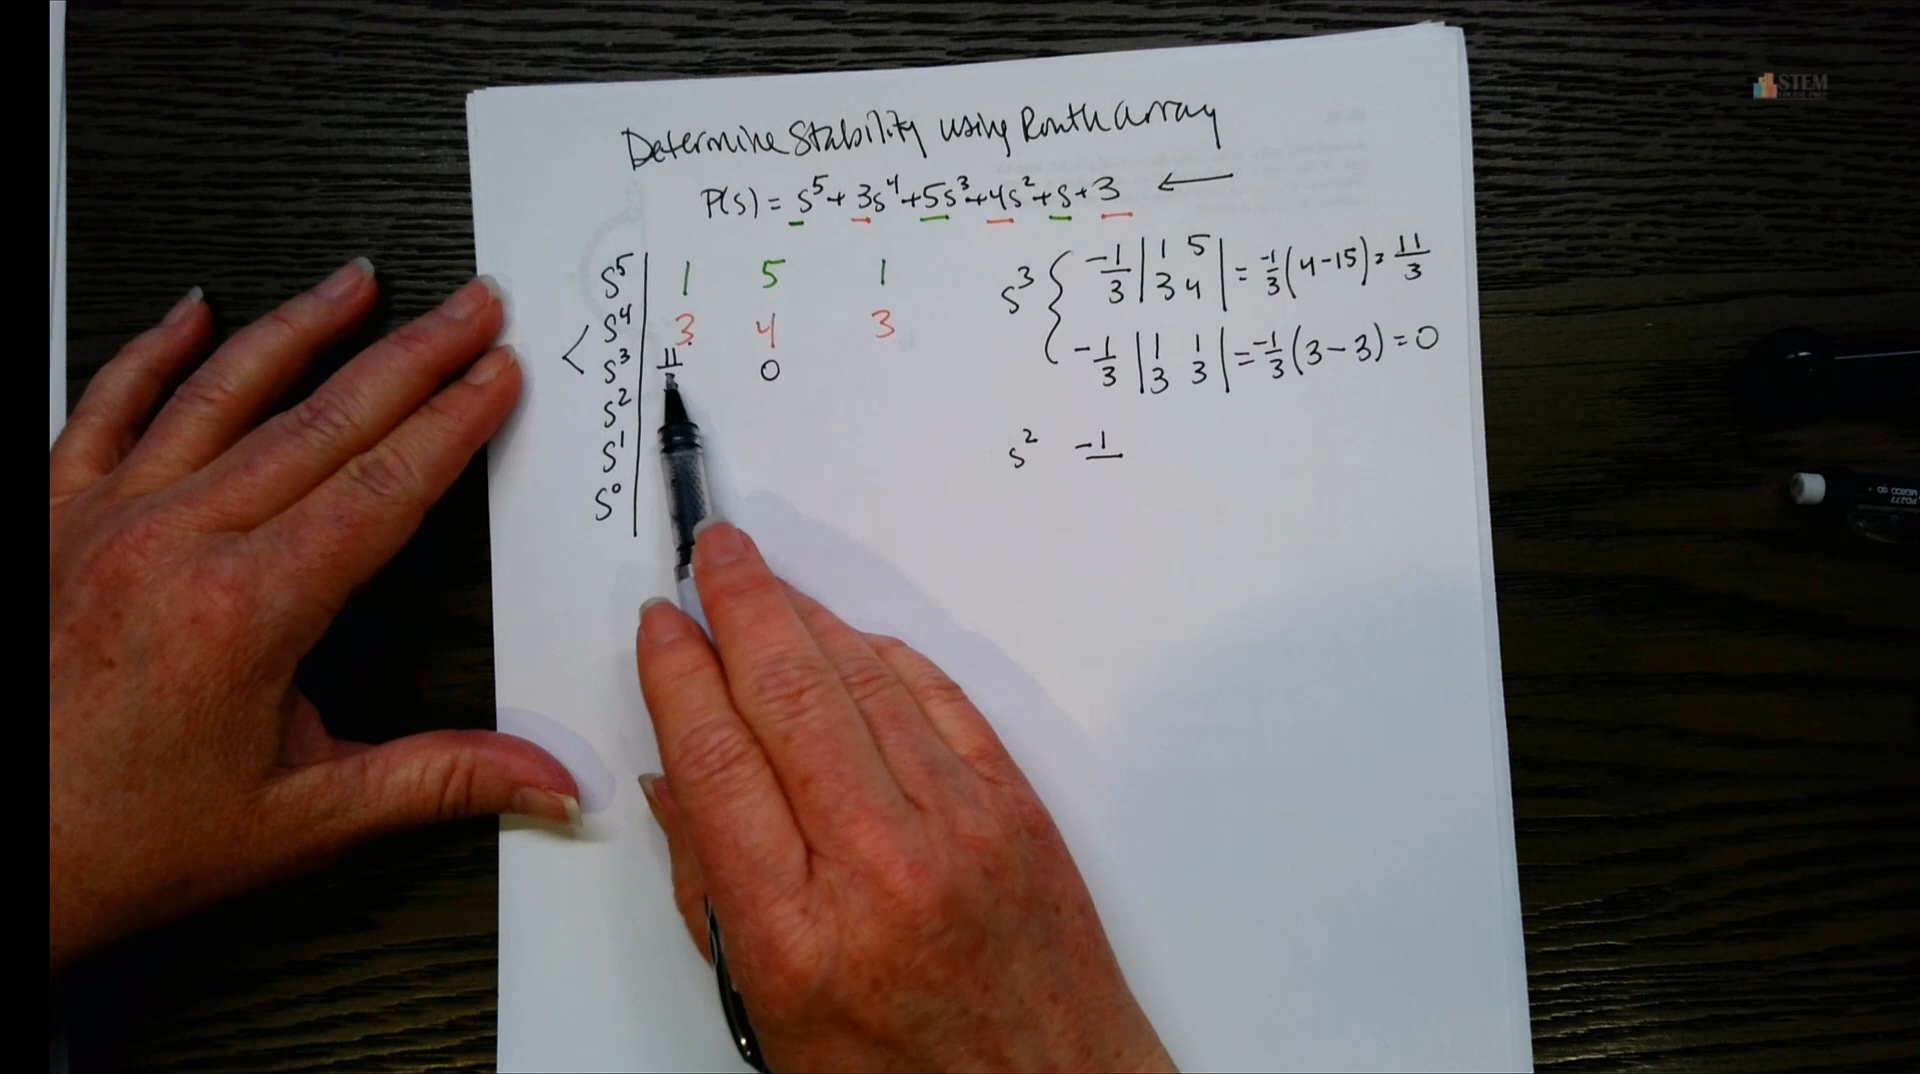 STEM
Determine Stability using Routh array
P(s) = s⁵ + 3s⁴ + 5s³ + 4s² + s + 3 ←
s⁵ | 1 5 1
s⁴ | 3 4 3
s³ | 11 0
s² |
s¹ |
s⁰ |
s³ { -1/3 | 1 5 ; 3 4 | = -1/3 (4-15) = 11/3
-1/3 | 1 1 ; 3 3 | = -1/3 (3-3) = 0
s² -1